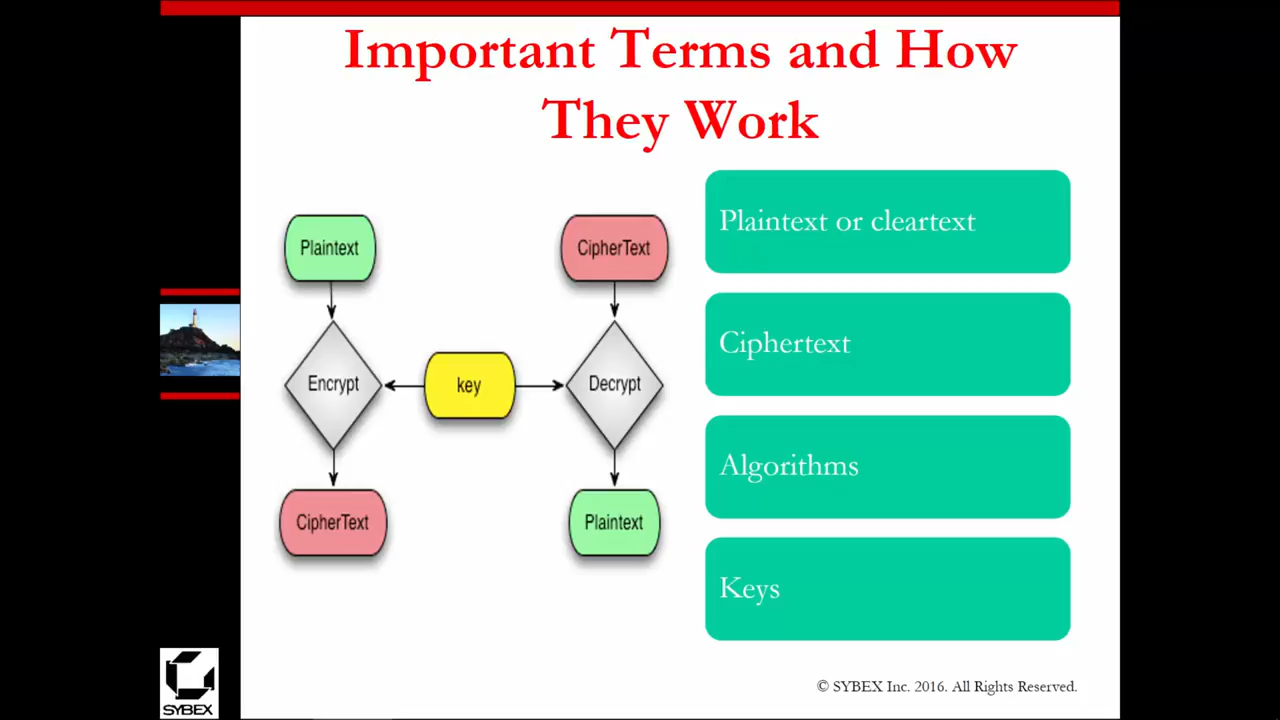 Important Terms and How
They Work
Plaintext
CipherText
Encrypt
key
Decrypt
CipherText
Plaintext
Plaintext or cleartext
Ciphertext
Algorithms
Keys
© SYBEX Inc. 2016. All Rights Reserved.
SYBEX